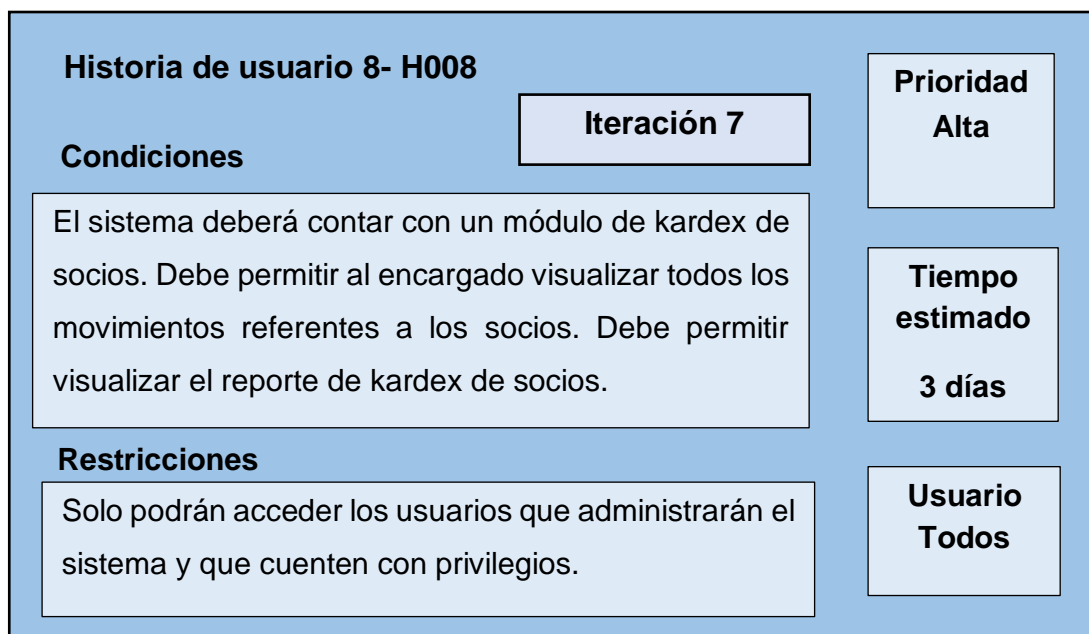 Historia de usuario 8- H008
Iteración 7
Condiciones
El sistema deberá contar con un módulo de kardex de
socios. Debe permitir al encargado visualizar todos los
movimientos referentes a los socios. Debe permitir
visualizar el reporte de kardex de socios.
Restricciones
Solo podrán acceder los usuarios que administrarán el
sistema y que cuenten con privilegios.
Prioridad
Alta
Tiempo
estimado
3 días
Usuario
Todos